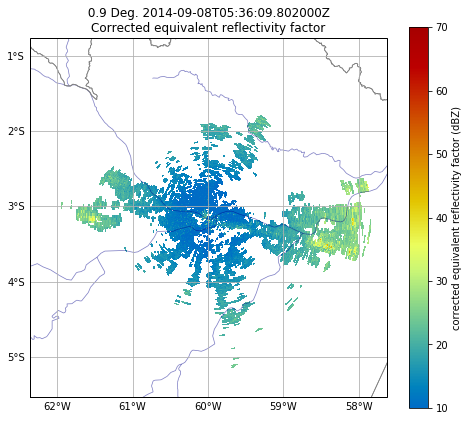 0.9 Deg. 2014-09-08T05:36:09.802000Z
Corrected equivalent reflectivity factor
1°S
2°S
3°S
4°S
5°S
62°W
61°W
60°W
59°W
58°W
70
60
50
40
30
20
10
corrected equivalent reflectivity factor (dBZ)